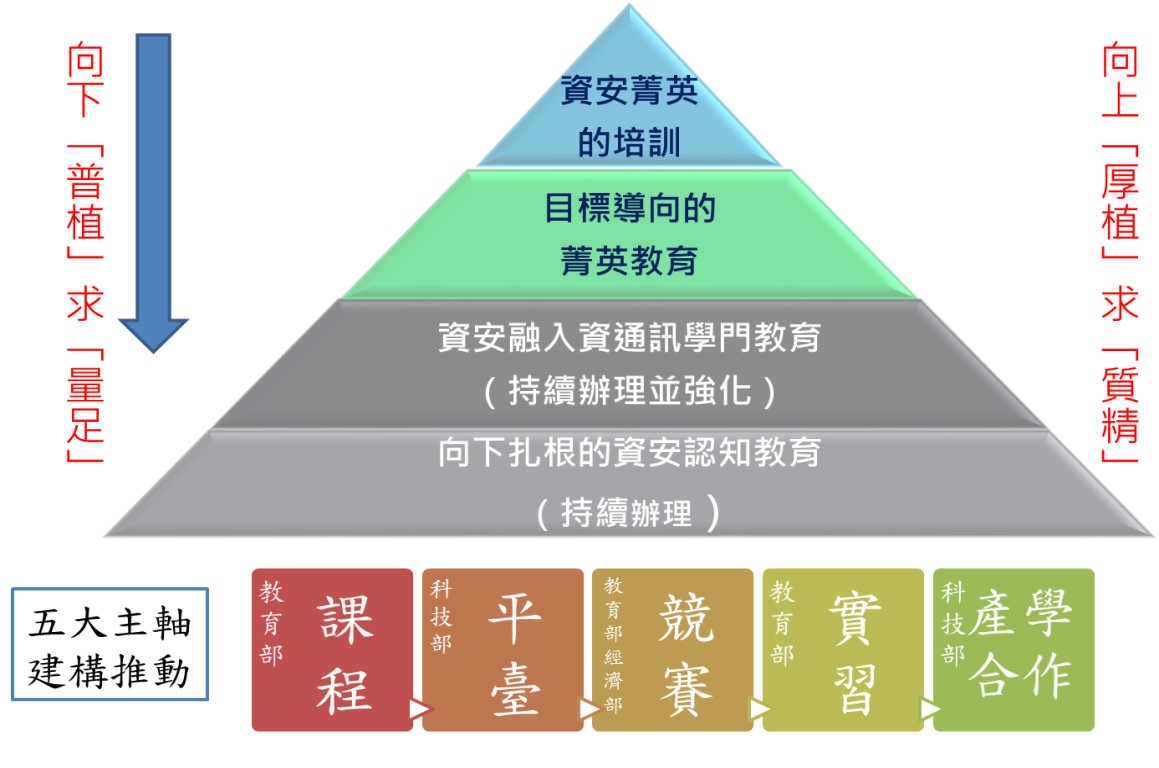 向下「普植」求「量足」
資安菁英
的培訓
目標導向的
菁英教育
資安融入資通訊學門教育
（持續辦理並強化）
向下扎根的資安認知教育
（持續辦理）
向上「厚植」求「質精」
五大主軸
建構推動
教育部
課程
科技部
平臺
教育部經濟部
競賽
教育部
實習
科技部
產學
合作